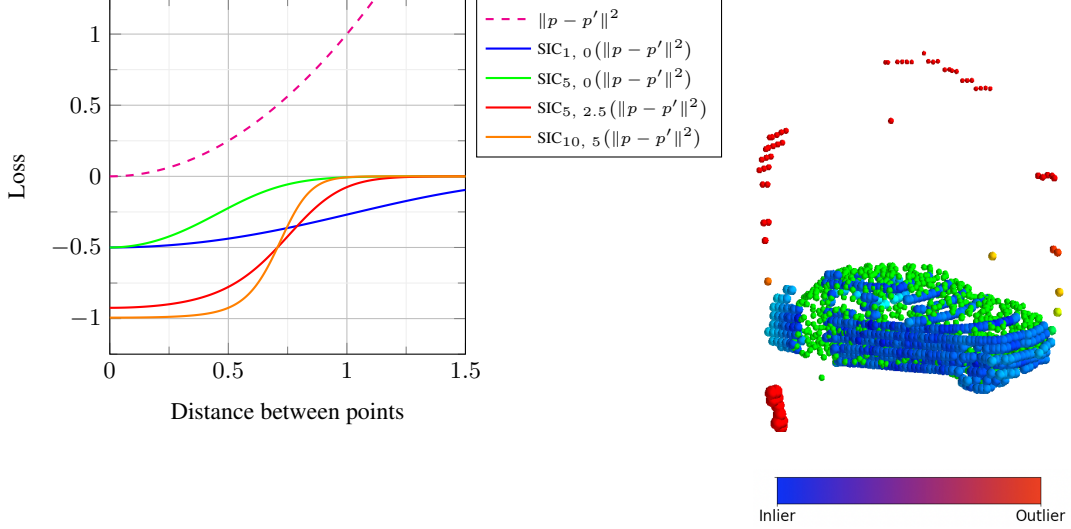 1
0.5
0
−0.5
−1
0
0.5
1
1.5
Loss
Distance between points
∥p − p′∥²
SIC₁, ₀(∥p − p′∥²)
SIC₅, ₀(∥p − p′∥²)
SIC₅, ₂.₅(∥p − p′∥²)
SIC₁₀, ₅(∥p − p′∥²)
Inlier
Outlier